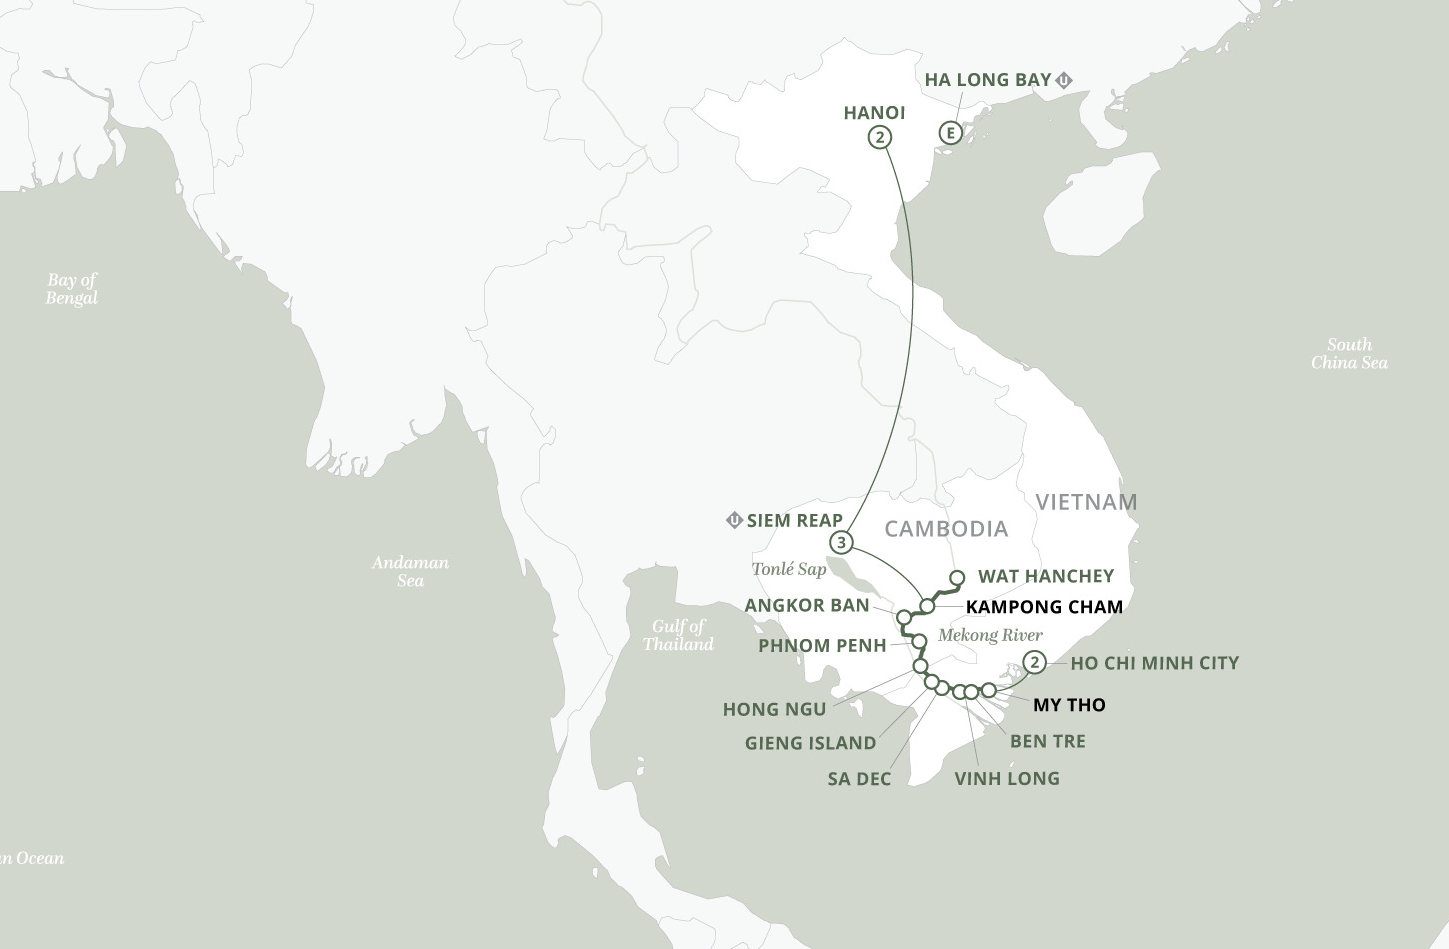 HA LONG BAY U
HANOI
2
E
Bay of
Bengal
South
China Sea
VIETNAM
U SIEM REAP
CAMBODIA
3
Tonlé Sap
Andaman
Sea
WAT HANCHEY
ANGKOR BAN
KAMPONG CHAM
Gulf of
Thailand
PHNOM PENH
Mekong River
2
HO CHI MINH CITY
HONG NGU
MY THO
GIENG ISLAND
BEN TRE
SA DEC
VINH LONG
n Ocean